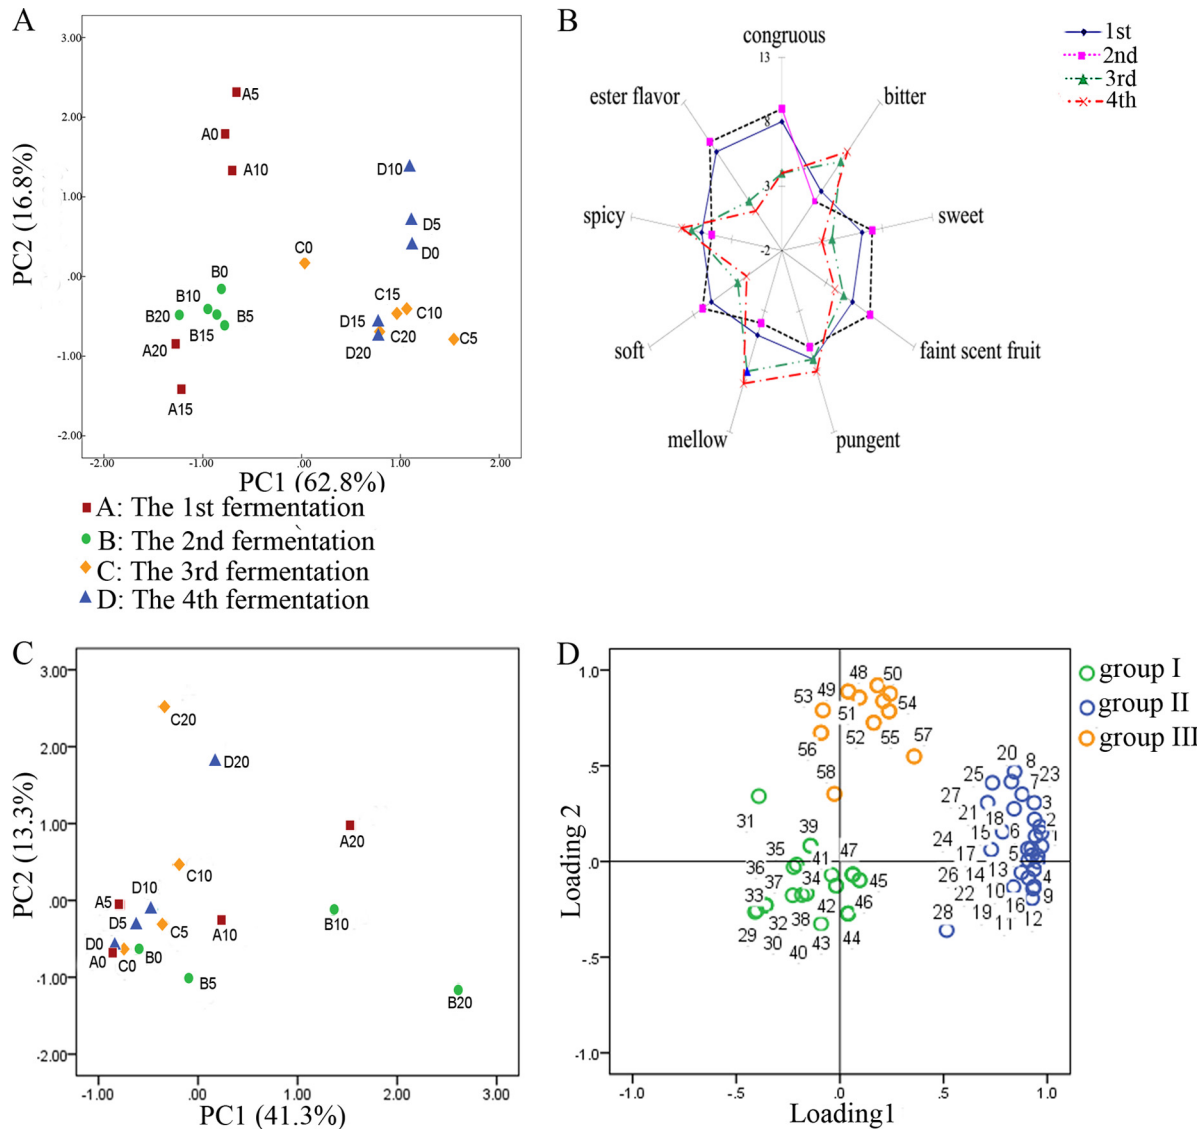 A
3.00
2.00
1.00
.00
-1.00
-2.00
PC2 (16.8%)
A5
A0
A10
D10
D5
D0
C0
B0
B10
B20
B15
B5
A20
A15
C15
C10
D15
C20
D20
C5
-2.00
-1.00
.00
1.00
2.00
PC1 (62.8%)
A: The 1st fermentation
B: The 2nd fermentation
C: The 3rd fermentation
D: The 4th fermentation
B
congruous
13
8
3
-2
ester flavor
bitter
spicy
sweet
soft
faint scent fruit
mellow
pungent
1st
2nd
3rd
4th
C
3.00
2.00
1.00
.00
-1.00
-2.00
PC2 (13.3%)
C20
D20
A20
C10
A5
D10
D5
C5
A10
B10
D0
A0
C0
B0
B5
B20
-1.00
.00
1.00
2.00
3.00
PC1 (41.3%)
D
1.0
.5
.0
-.5
-1.0
Loading 2
48
50
49
53
54
51
52
55
57
56
58
20
8
25
7
23
27
3
21
18
2
31
39
15
6
1
24
35
41
47
17
5
36
34
45
26
14
13
4
37
33
22
10
9
42
46
32
38
28
19
16
12
29
30
40
43
44
11
-1.0
-.5
.0
.5
1.0
Loading1
group I
group II
group III